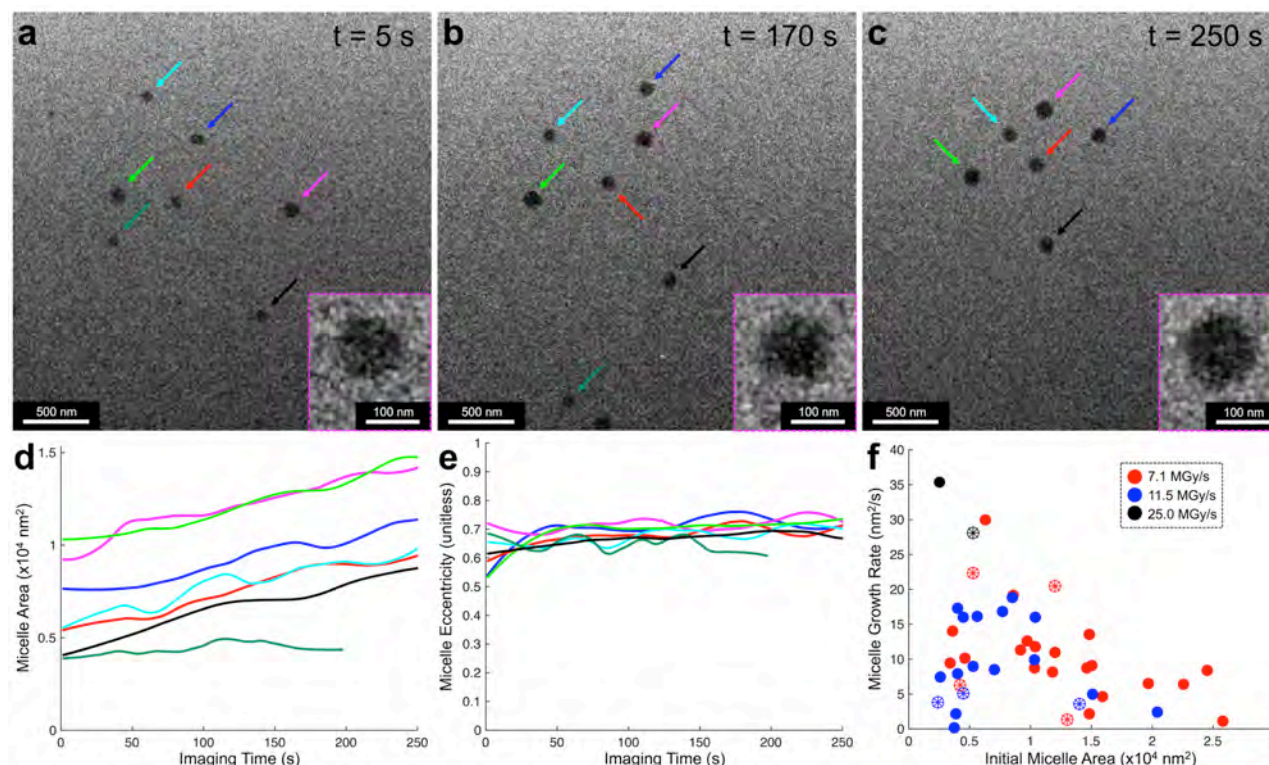 a
t = 5 s
500 nm
100 nm
b
t = 170 s
500 nm
100 nm
c
t = 250 s
500 nm
100 nm
d
Micelle Area (x10⁴ nm²)
1.5
1
0.5
0
0 50 100 150 200 250
Imaging Time (s)
e
Micelle Eccentricity (unitless)
1
0.9
0.8
0.7
0.6
0.5
0.4
0.3
0.2
0.1
0
0 50 100 150 200 250
Imaging Time (s)
f
Micelle Growth Rate (nm²/s)
40
35
30
25
20
15
10
5
0
7.1 MGy/s
11.5 MGy/s
25.0 MGy/s
0 0.5 1 1.5 2 2.5
Initial Micelle Area (x10⁴ nm²)